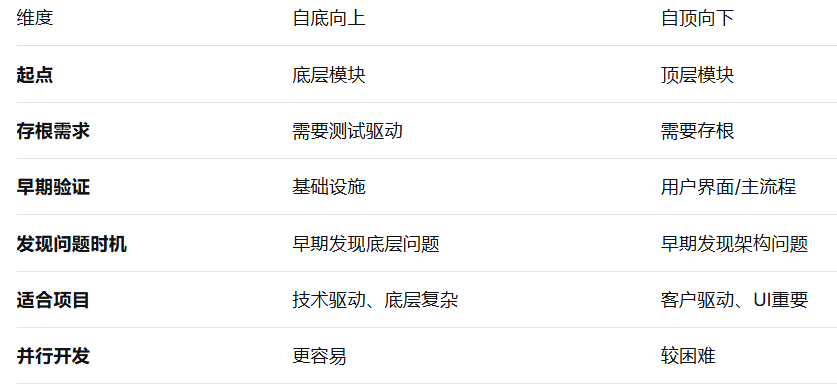 维度 自底向上 自顶向下
起点 底层模块 顶层模块
存根需求 需要测试驱动 需要存根
早期验证 基础设施 用户界面/主流程
发现问题时机 早期发现底层问题 早期发现架构问题
适合项目 技术驱动、底层复杂 客户驱动、UI重要
并行开发 更容易 较困难